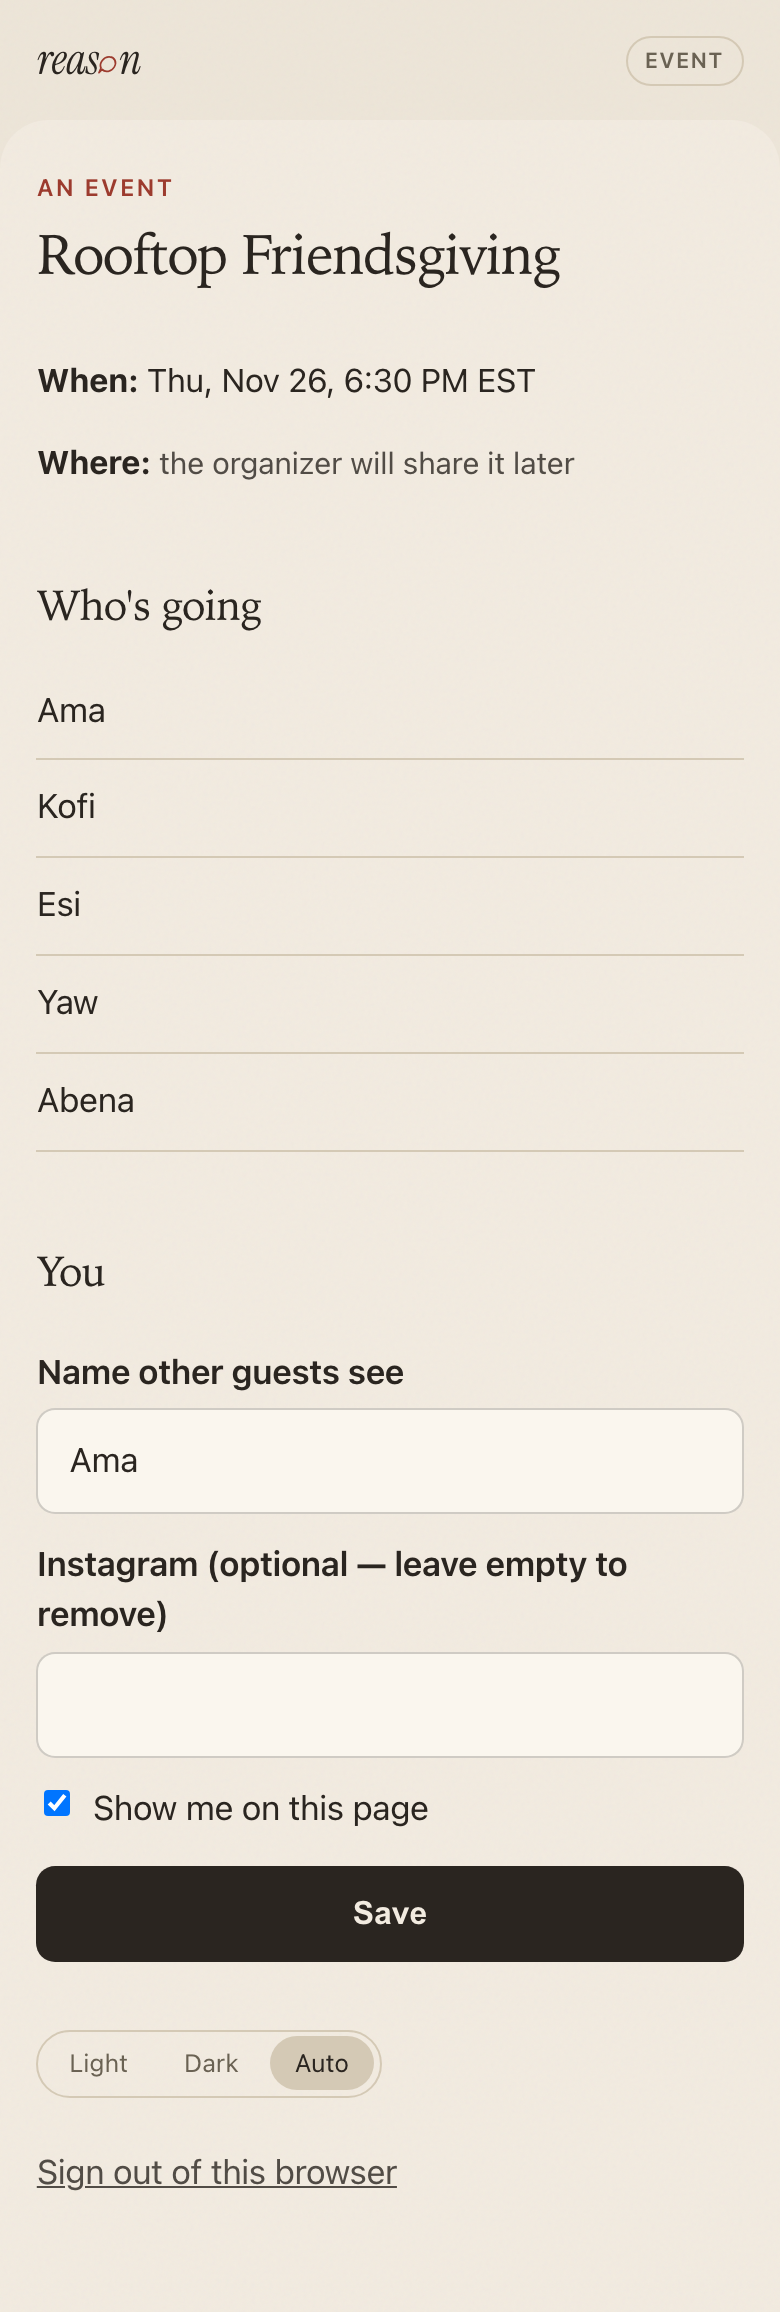 reason
EVENT
AN EVENT
Rooftop Friendsgiving
When: Thu, Nov 26, 6:30 PM EST
Where: the organizer will share it later
Who's going
Ama
Kofi
Esi
Yaw
Abena
You
Name other guests see
Ama
Instagram (optional — leave empty to
remove)
Show me on this page
Save
Light Dark Auto
Sign out of this browser